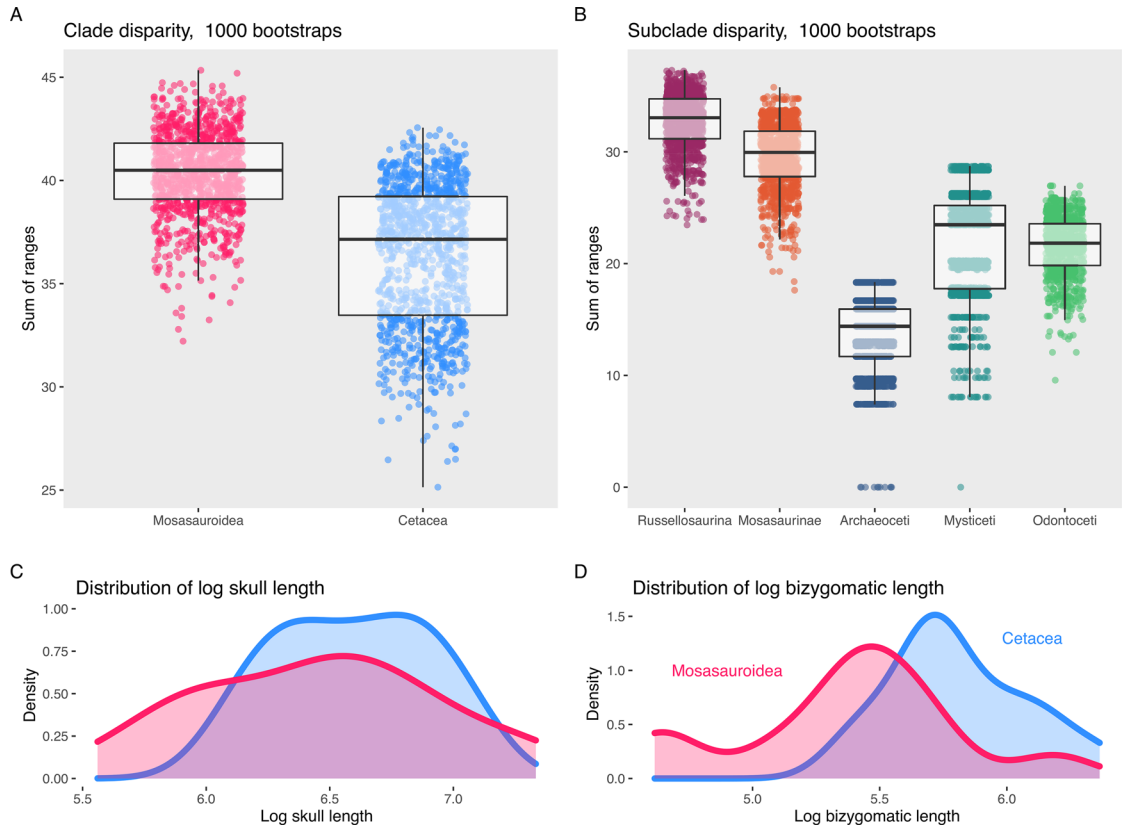 A
Clade disparity,  1000 bootstraps
45
40
35
30
25
Sum of ranges
Mosasauroidea
Cetacea
B
Subclade disparity,  1000 bootstraps
30
20
10
0
Sum of ranges
Russellosaurina
Mosasaurinae
Archaeoceti
Mysticeti
Odontoceti
C
Distribution of log skull length
1.00
0.75
0.50
0.25
0.00
Density
5.5
6.0
6.5
7.0
Log skull length
D
Distribution of log bizygomatic length
1.5
1.0
0.5
0.0
Density
Mosasauroidea
Cetacea
5.0
5.5
6.0
Log bizygomatic length